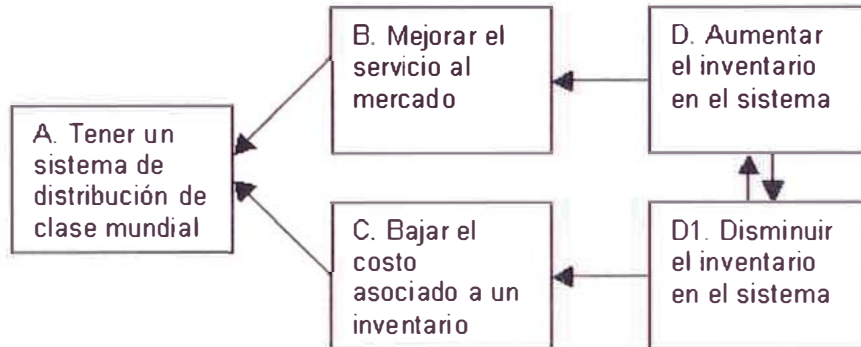 A. Tener un
sistema de
distribución de
clase mundial
B. Mejorar el
servicio al
mercado
C. Bajar el
costo
asociado a un
inventario
D. Aumentar
el inventario
en el sistema
D1. Disminuir
el inventario
en el sistema